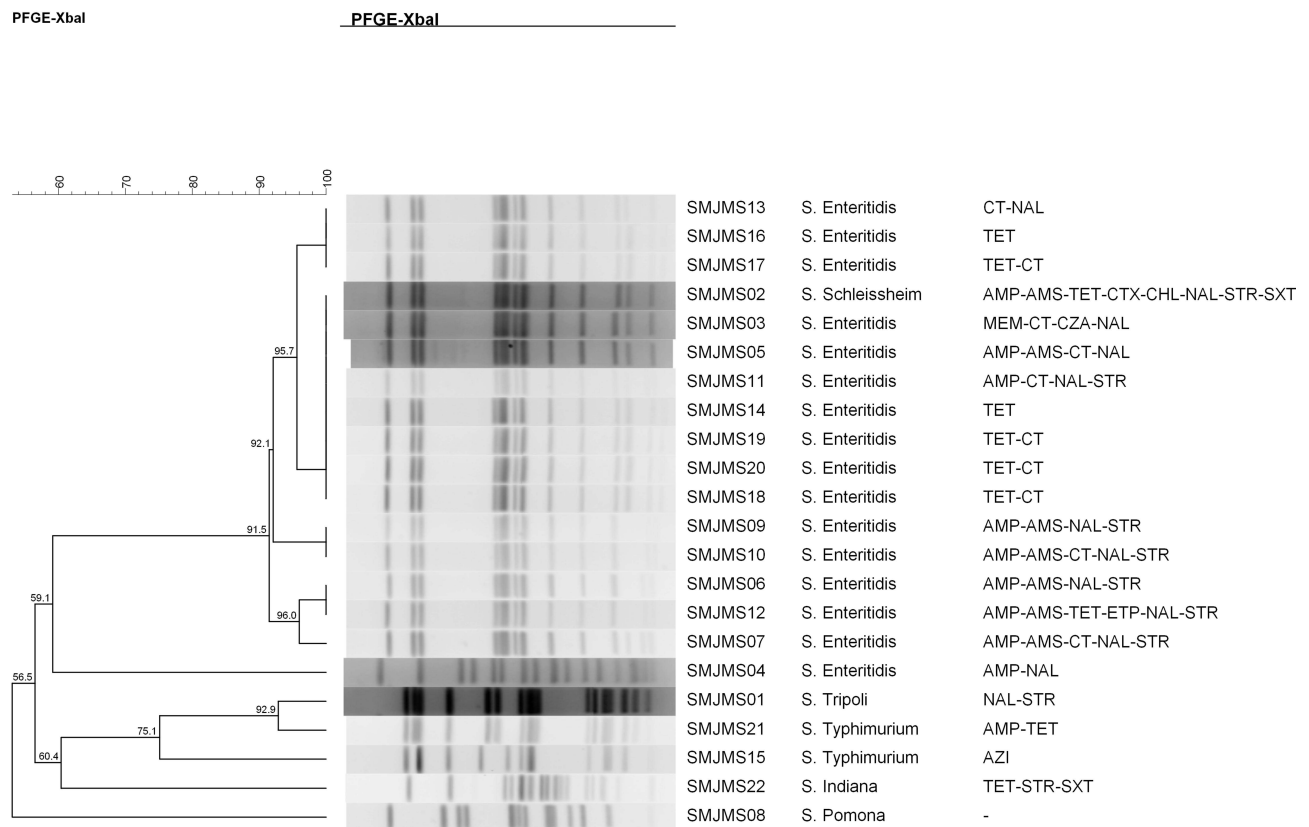 PFGE-XbaI PFGE-XbaI
60 70 80 90 100
SMJMS13 S. Enteritidis CT-NAL
SMJMS16 S. Enteritidis TET
SMJMS17 S. Enteritidis TET-CT
SMJMS02 S. Schleissheim AMP-AMS-TET-CTX-CHL-NAL-STR-SXT
SMJMS03 S. Enteritidis MEM-CT-CZA-NAL
95.7 SMJMS05 S. Enteritidis AMP-AMS-CT-NAL
SMJMS11 S. Enteritidis AMP-CT-NAL-STR
SMJMS14 S. Enteritidis TET
92.1 SMJMS19 S. Enteritidis TET-CT
SMJMS20 S. Enteritidis TET-CT
SMJMS18 S. Enteritidis TET-CT
91.5 SMJMS09 S. Enteritidis AMP-AMS-NAL-STR
SMJMS10 S. Enteritidis AMP-AMS-CT-NAL-STR
59.1 SMJMS06 S. Enteritidis AMP-AMS-NAL-STR
96.0 SMJMS12 S. Enteritidis AMP-AMS-TET-ETP-NAL-STR
SMJMS07 S. Enteritidis AMP-AMS-CT-NAL-STR
56.5 SMJMS04 S. Enteritidis AMP-NAL
92.9 SMJMS01 S. Tripoli NAL-STR
75.1 SMJMS21 S. Typhimurium AMP-TET
60.4 SMJMS15 S. Typhimurium AZI
SMJMS22 S. Indiana TET-STR-SXT
SMJMS08 S. Pomona -